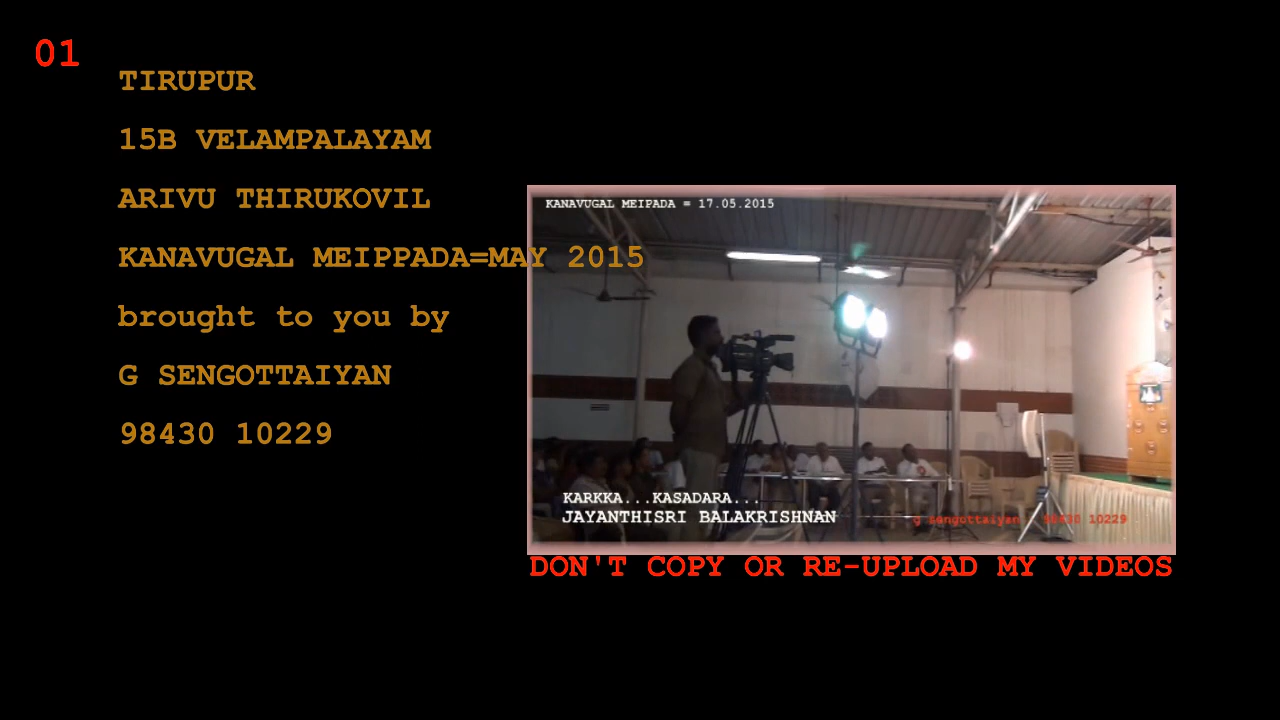 01
TIRUPUR
15B VELAMPALAYAM
ARIVU THIRUKOVIL
KANAVUGAL MEIPPADA=MAY 2015
brought to you by
G SENGOTTAIYAN
98430 10229
KANAVUGAL MEIPADA = 17.05.2015
KARKKA...KASADARA...
JAYANTHISRI BALAKRISHNAN
g sengottaiyan 98430 10229
DON'T COPY OR RE-UPLOAD MY VIDEOS